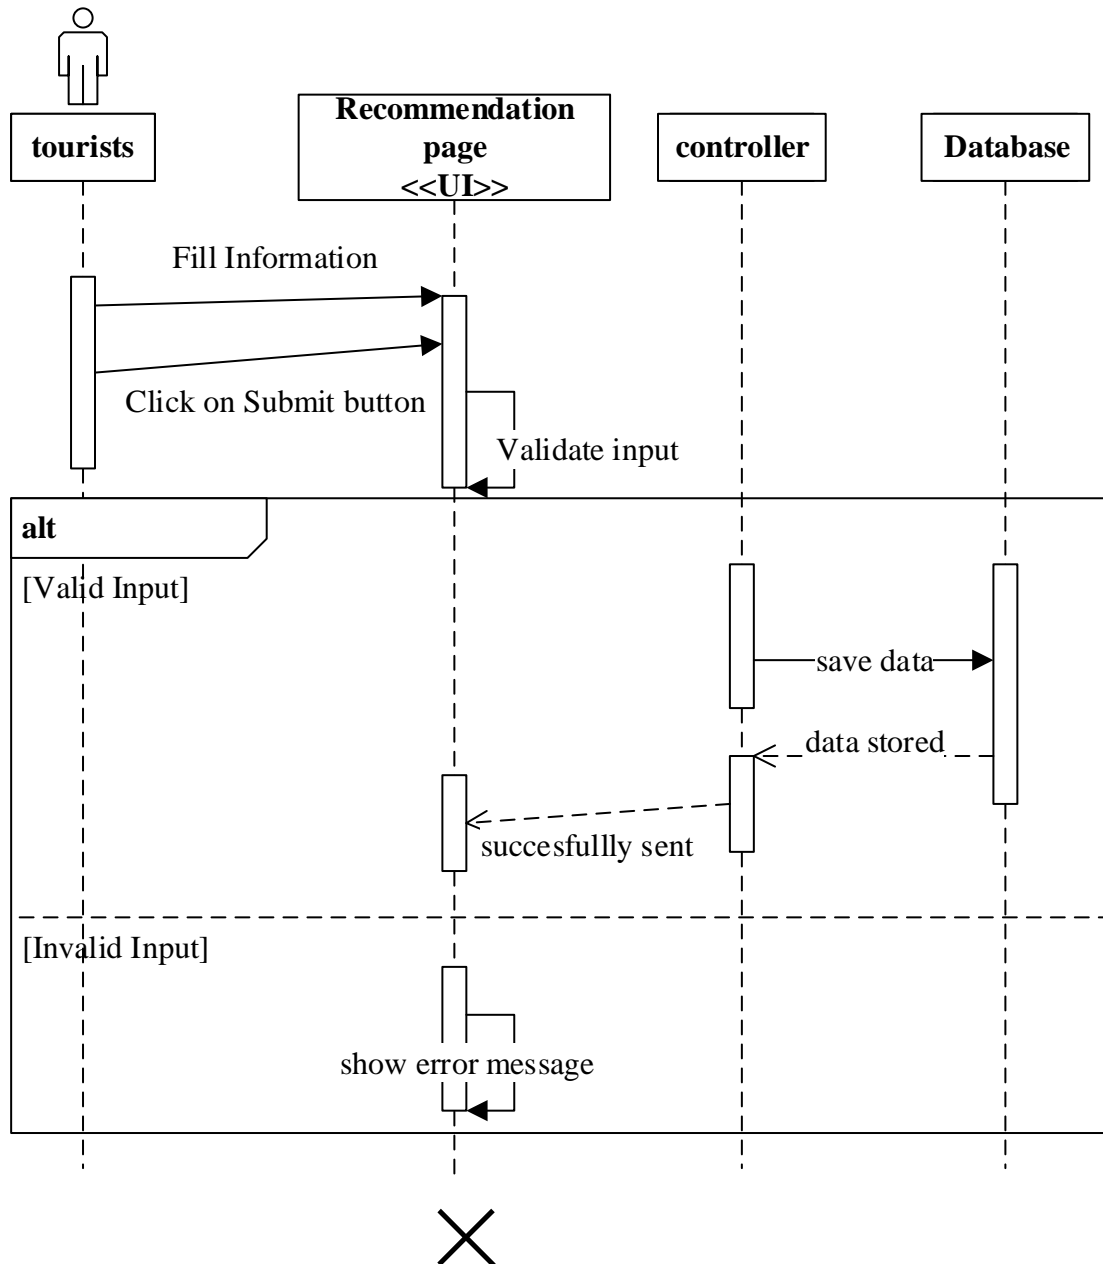 tourists
Recommendation
page
<<UI>>
controller
Database
Fill Information
Click on Submit button
Validate input
alt
[Valid Input]
save data
data stored
succesfullly sent
[Invalid Input]
show error message